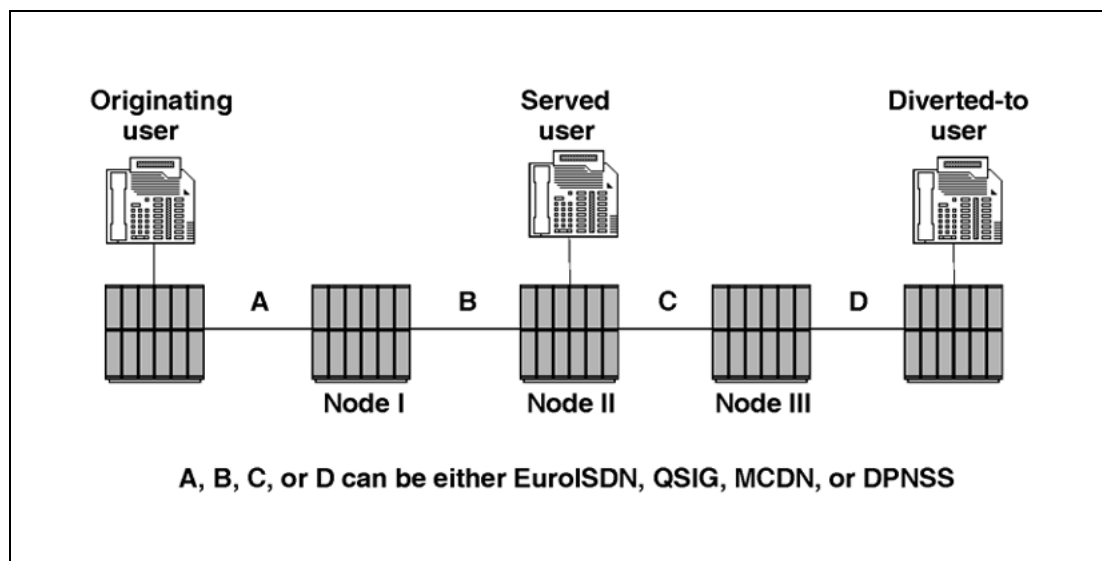 Originating
user
Served
user
Diverted-to
user
A
B
C
D
Node I
Node II
Node III
A, B, C, or D can be either EuroISDN, QSIG, MCDN, or DPNSS